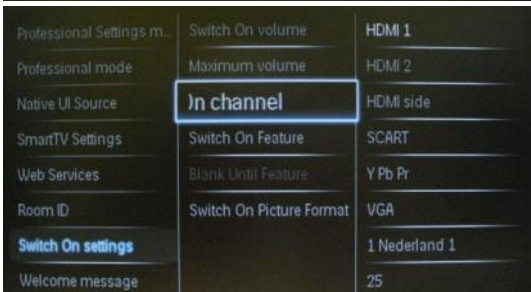 Professional Settings m...
Professional mode
Native UI Source
SmartTV Settings
Web Services
Room ID
Switch On settings
Welcome message
Switch On volume
Maximum volume
)n channel
Switch On Feature
Blank Until Feature
Switch On Picture Format
HDMI 1
HDMI 2
HDMI side
SCART
Y Pb Pr
VGA
1 Nederland 1
25